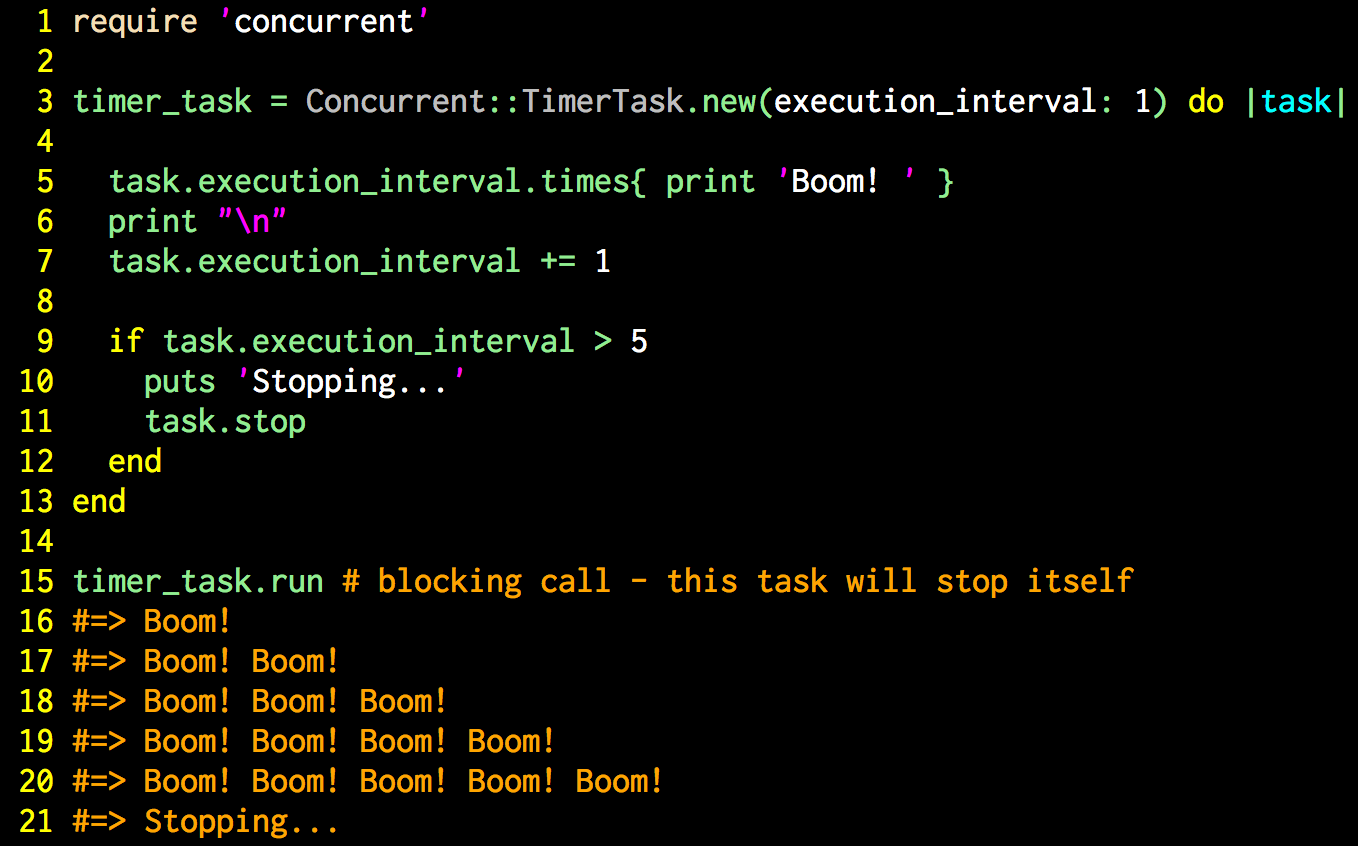 1 require 'concurrent'
2
3 timer_task = Concurrent::TimerTask.new(execution_interval: 1) do |task|
4
5   task.execution_interval.times{ print 'Boom! ' }
6   print "\n"
7   task.execution_interval += 1
8
9   if task.execution_interval > 5
10     puts 'Stopping...'
11     task.stop
12   end
13 end
14
15 timer_task.run # blocking call - this task will stop itself
16 #=> Boom!
17 #=> Boom! Boom!
18 #=> Boom! Boom! Boom!
19 #=> Boom! Boom! Boom! Boom!
20 #=> Boom! Boom! Boom! Boom! Boom!
21 #=> Stopping...